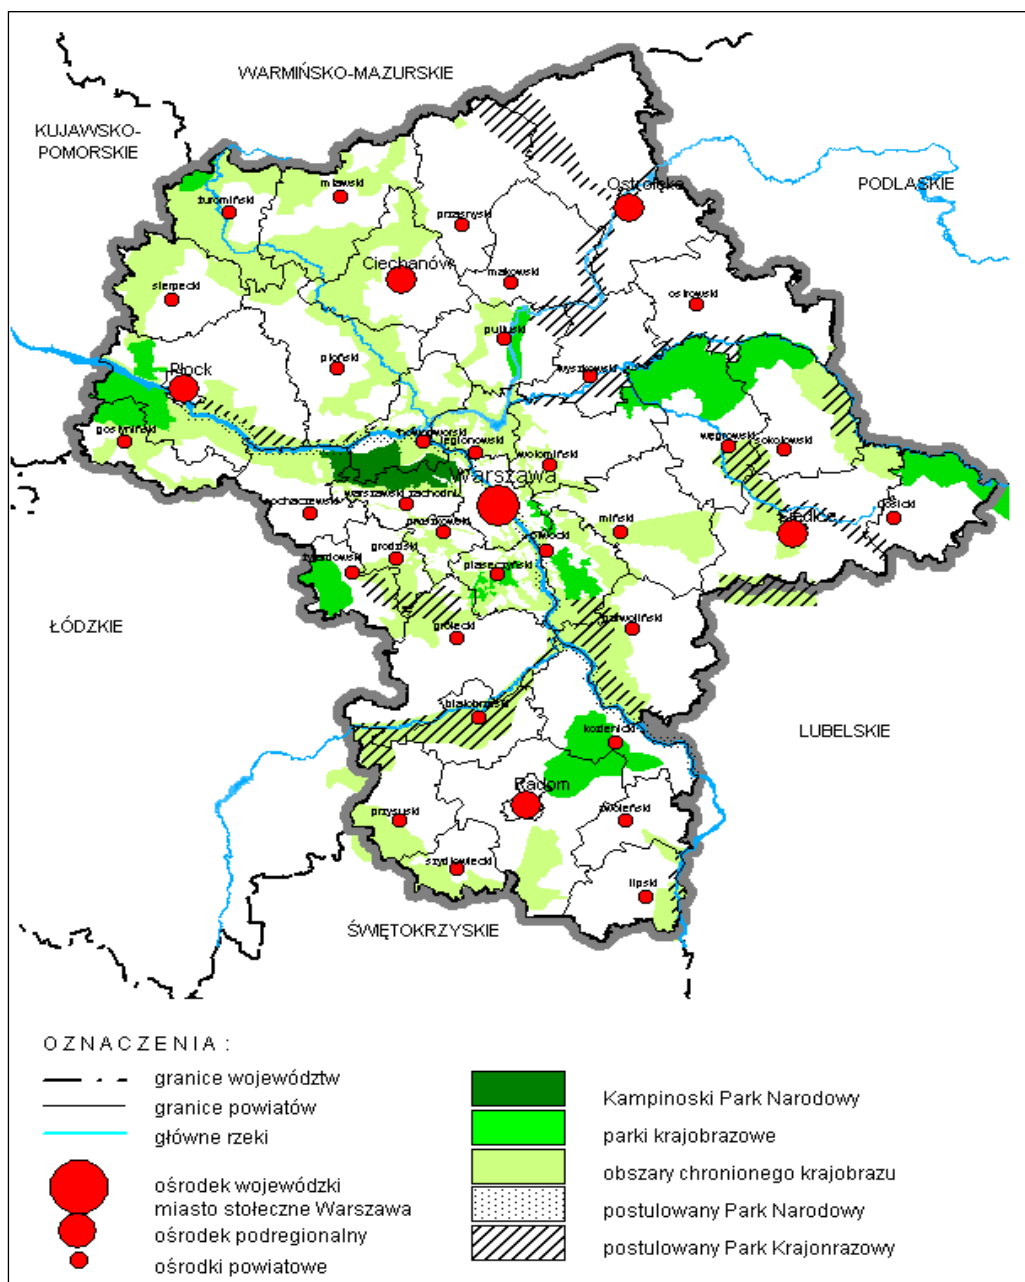 WARMIŃSKO-MAZURSKIE
KUJAWSKO-
POMORSKIE
PODLASKIE
mławski
Ostrołęka
żuromiński
przasnyski
Ciechanów
makowski
sierpecki
ostrowski
pułtuski
płoński
Płock
wyszkowski
gostyniński
nowodworski
legionowski
węgrowski
sokołowski
wołomiński
Warszawa
sochaczewski
warszawski zachodni
łosicki
Siedlce
miński
pruszkowski
otwocki
grodziski
żyrardowski
piaseczyński
ŁÓDZKIE
grójecki
garwoliński
białobrzeski
LUBELSKIE
kozienicki
Radom
przysuski
zwoleński
szydłowiecki
lipski
ŚWIĘTOKRZYSKIE
OZNACZENIA :
granice województw
granice powiatów
główne rzeki
ośrodek wojewódzki
miasto stołeczne Warszawa
ośrodek podregionalny
ośrodki powiatowe
Kampinoski Park Narodowy
parki krajobrazowe
obszary chronionego krajobrazu
postulowany Park Narodowy
postulowany Park Krajonrazowy